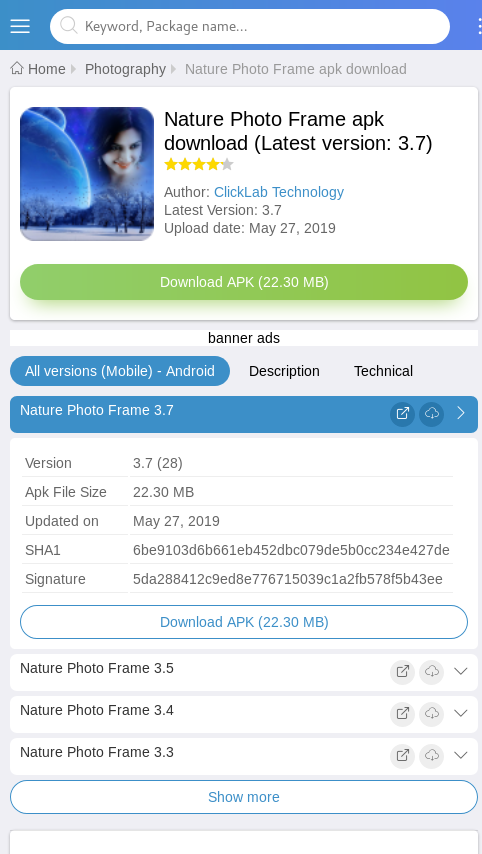 Keyword, Package name...
Home Photography Nature Photo Frame apk download
Nature Photo Frame apk
download (Latest version: 3.7)
Author: ClickLab Technology
Latest Version: 3.7
Upload date: May 27, 2019
Download APK (22.30 MB)
banner ads
All versions (Mobile) - Android Description Technical
Nature Photo Frame 3.7
Version 3.7 (28)
Apk File Size 22.30 MB
Updated on May 27, 2019
SHA1 6be9103d6b661eb452dbc079de5b0cc234e427de
Signature 5da288412c9ed8e776715039c1a2fb578f5b43ee
Download APK (22.30 MB)
Nature Photo Frame 3.5
Nature Photo Frame 3.4
Nature Photo Frame 3.3
Show more